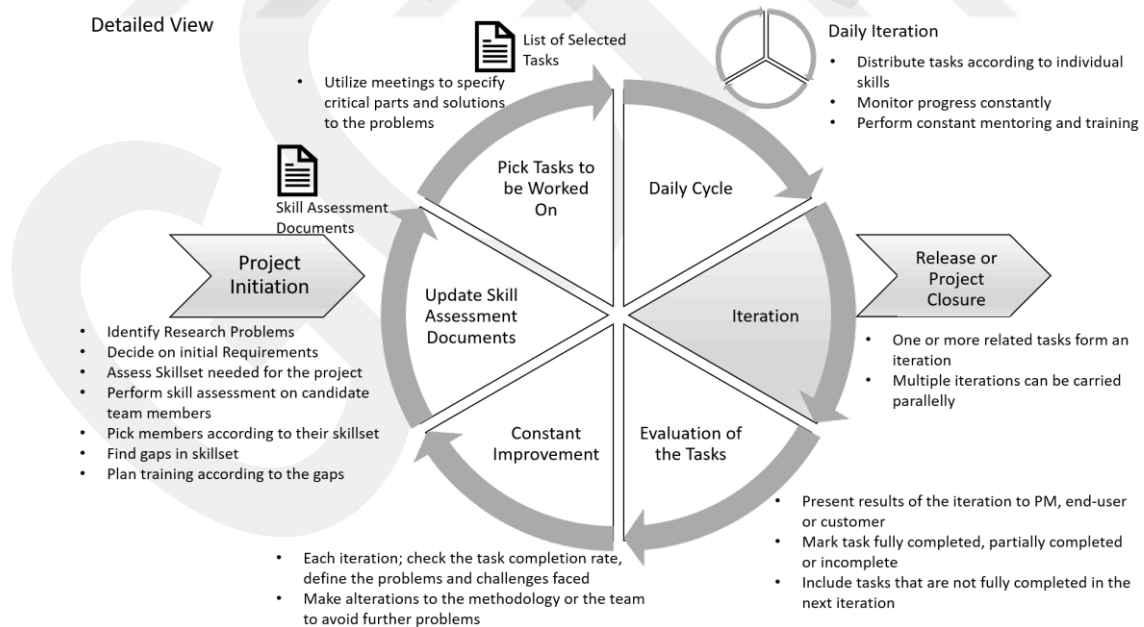 Detailed View
List of Selected
Tasks
Daily Iteration
• Distribute tasks according to individual
skills
• Monitor progress constantly
• Perform constant mentoring and training
• Utilize meetings to specify
critical parts and solutions
to the problems
Pick Tasks to
be Worked
On
Daily Cycle
Skill Assessment
Documents
Project
Initiation
Update Skill
Assessment
Documents
Iteration
Release or
Project
Closure
• Identify Research Problems
• Decide on initial Requirements
• Assess Skillset needed for the project
• Perform skill assessment on candidate
team members
• Pick members according to their skillset
• Find gaps in skillset
• Plan training according to the gaps
• One or more related tasks form an
iteration
• Multiple iterations can be carried
parallelly
Constant
Improvement
Evaluation of
the Tasks
• Present results of the iteration to PM, end-user
or customer
• Mark task fully completed, partially completed
or incomplete
• Include tasks that are not fully completed in the
next iteration
• Each iteration; check the task completion rate,
define the problems and challenges faced
• Make alterations to the methodology or the team
to avoid further problems